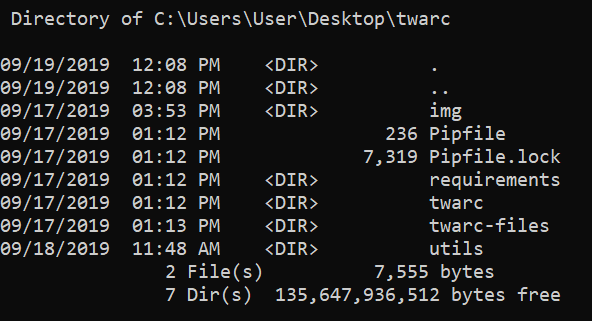 Directory of C:\Users\User\Desktop\twarc
09/19/2019  12:08 PM    <DIR>          .
09/19/2019  12:08 PM    <DIR>          ..
09/17/2019  03:53 PM    <DIR>          img
09/17/2019  01:12 PM               236 Pipfile
09/17/2019  01:12 PM             7,319 Pipfile.lock
09/17/2019  01:12 PM    <DIR>          requirements
09/17/2019  01:12 PM    <DIR>          twarc
09/17/2019  01:13 PM    <DIR>          twarc-files
09/18/2019  11:48 AM    <DIR>          utils
               2 File(s)          7,555 bytes
               7 Dir(s)  135,647,936,512 bytes free